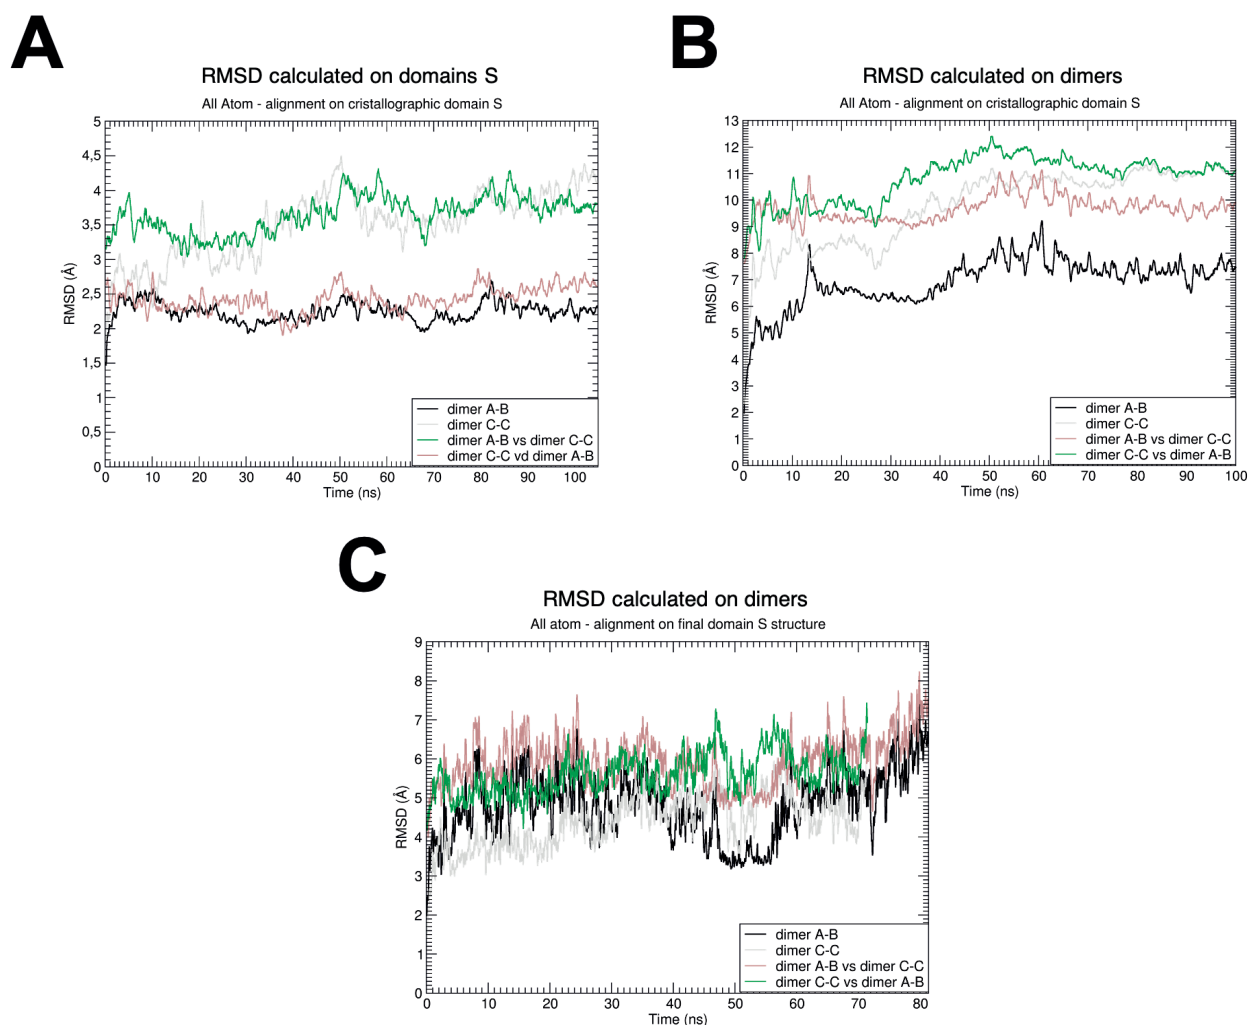 A
RMSD calculated on domains S
All Atom - alignment on cristallographic domain S
5
4,5
4
3,5
3
2,5
2
1,5
1
0,5
0
RMSD (Å)
0 10 20 30 40 50 60 70 80 90 100
Time (ns)
dimer A-B
dimer C-C
dimer A-B vs dimer C-C
dimer C-C vd dimer A-B
B
RMSD calculated on dimers
All Atom - alignment on cristallographic domain S
13
12
11
10
9
8
7
6
5
4
3
2
1
0
RMSD (Å)
0 10 20 30 40 50 60 70 80 90 100
Time (ns)
dimer A-B
dimer C-C
dimer A-B vs dimer C-C
dimer C-C vs dimer A-B
C
RMSD calculated on dimers
All atom - alignment on final domain S structure
9
8
7
6
5
4
3
2
1
0
RMSD (Å)
0 10 20 30 40 50 60 70 80
Time (ns)
dimer A-B
dimer C-C
dimer A-B vs dimer C-C
dimer C-C vs dimer A-B